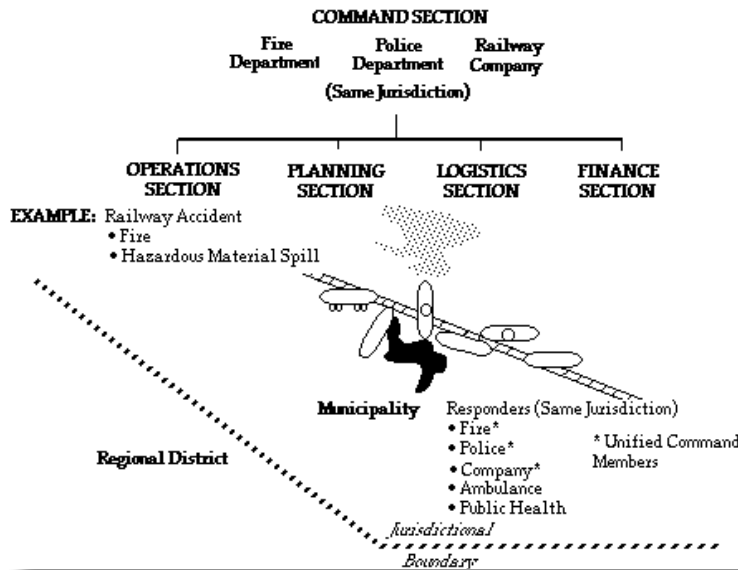 COMMAND SECTION
Fire Department
Police Department
Railway Company
(Same Jurisdiction)
OPERATIONS SECTION
PLANNING SECTION
LOGISTICS SECTION
FINANCE SECTION
EXAMPLE: Railway Accident
• Fire
• Hazardous Material Spill
Municipality
Regional District
Responders (Same Jurisdiction)
• Fire*
• Police*
• Company*
• Ambulance
• Public Health
* Unified Command
Members
Jurisdictional
Boundary